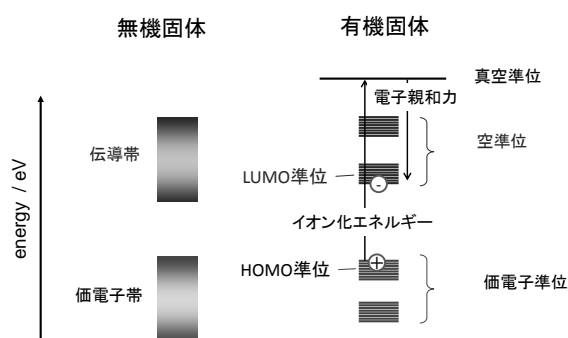 無機固体
有機固体
真空準位
電子親和力
伝導帯
空準位
LUMO準位
-
energy / eV
イオン化エネルギー
+
HOMO準位
価電子帯
価電子準位